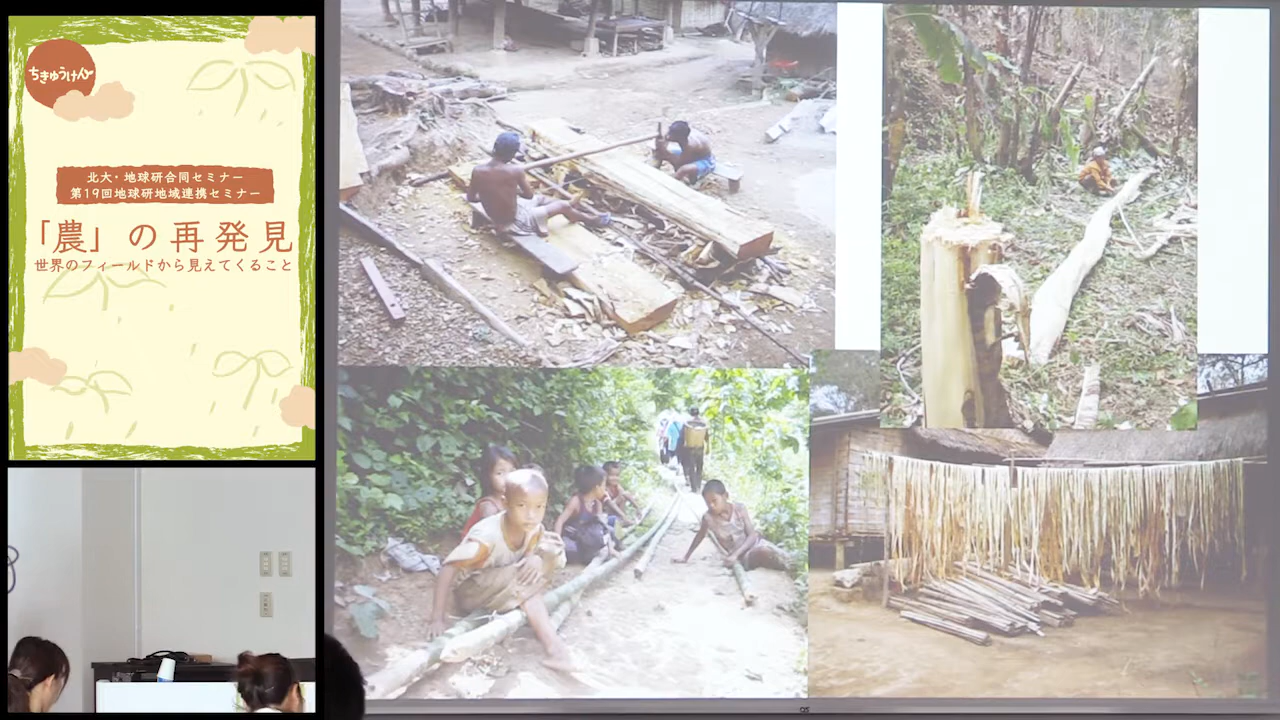 ちきゅうけん
北大・地球研合同セミナー
第19回地球研地域連携セミナー
「農」の再発見
世界のフィールドから見えてくること